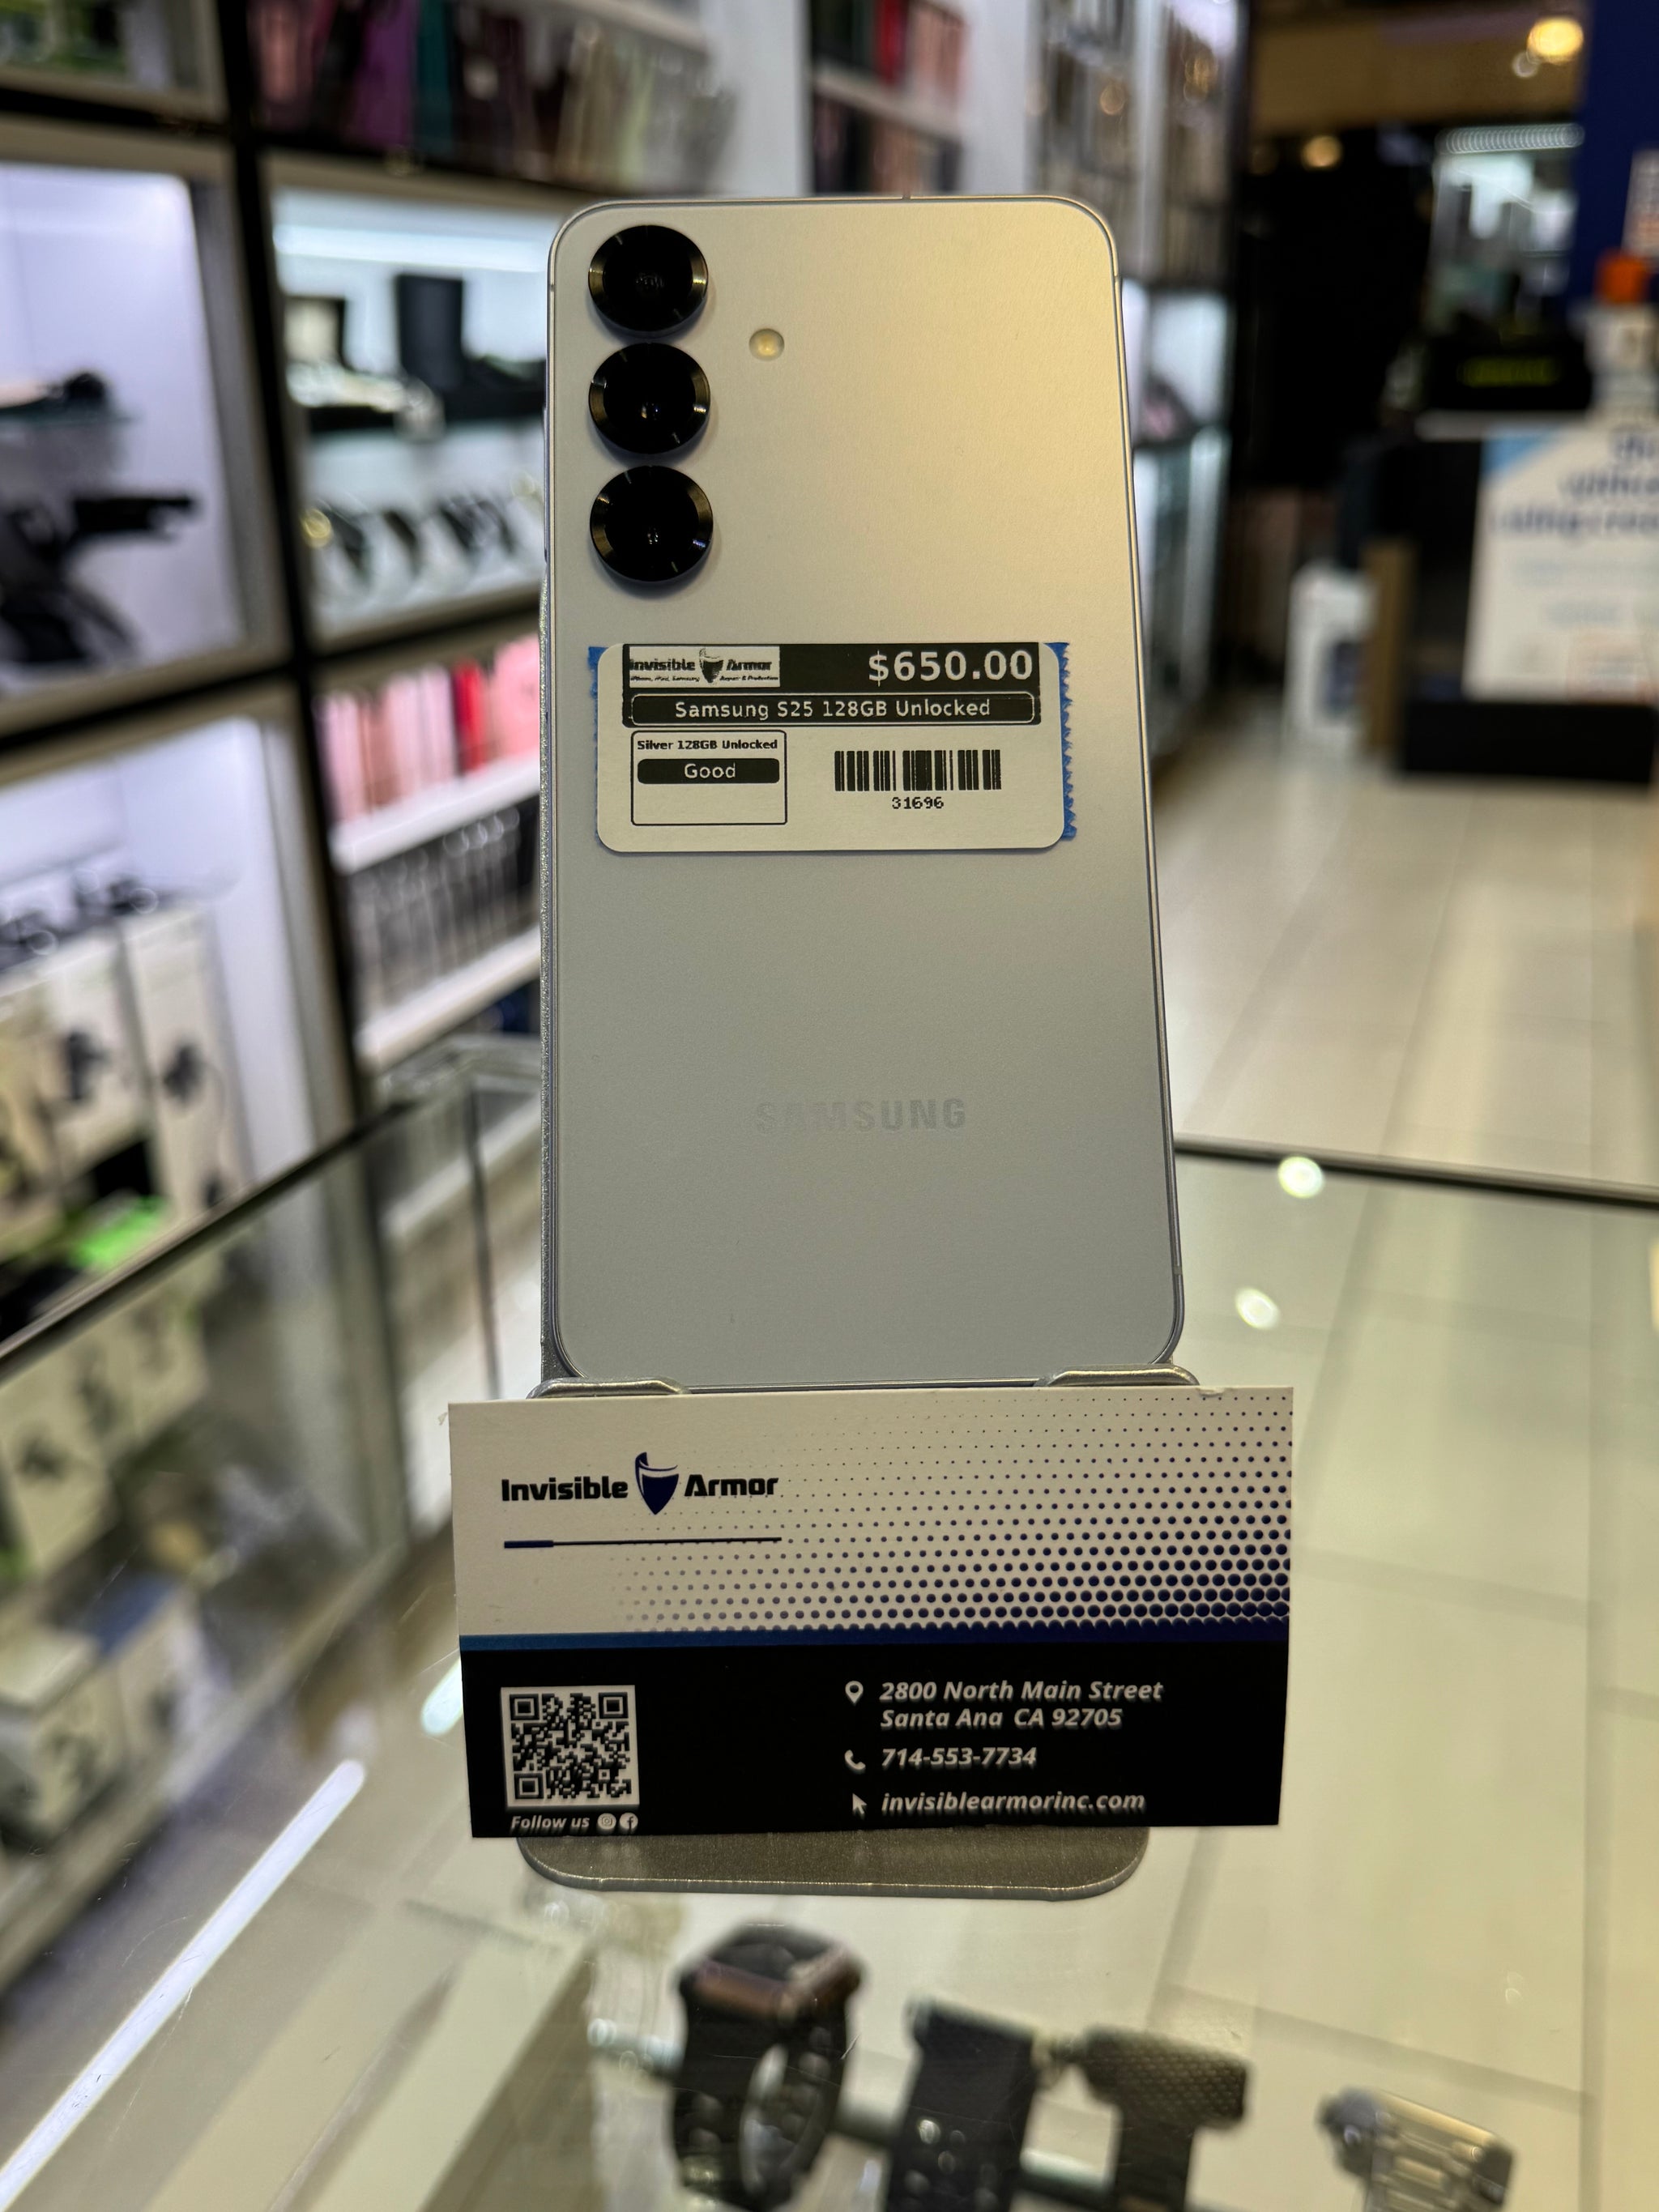 Invisible Armor
$650.00
Samsung S25 128GB Unlocked
Silver 128GB Unlocked
Good
31696
SAMSUNG
Invisible Armor
2800 North Main Street
Santa Ana CA 92705
714-553-7734
invisiblearmorinc.com
Follow us